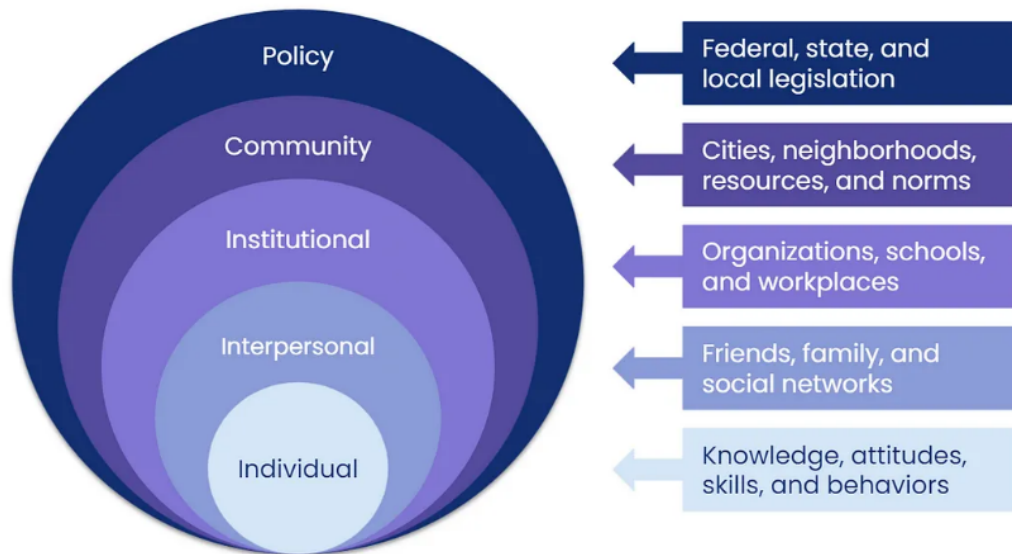 Policy
Federal, state, and
local legislation
Community
Cities, neighborhoods,
resources, and norms
Institutional
Organizations, schools,
and workplaces
Interpersonal
Friends, family, and
social networks
Individual
Knowledge, attitudes,
skills, and behaviors